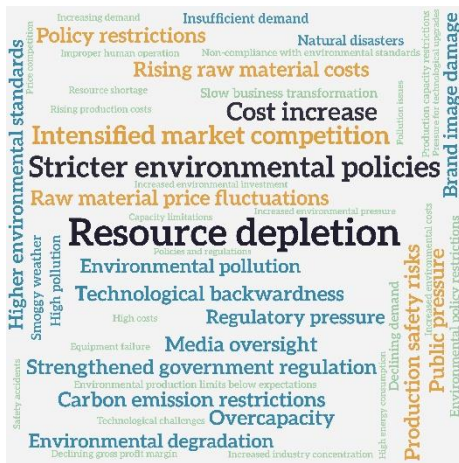 Increasing demand
Insufficient demand
Policy restrictions
Natural disasters
Improper human operation
Non-compliance with environmental standards
Rising raw material costs
Resource shortage
Slow business transformation
Rising production costs
Cost increase
Intensified market competition
Stricter environmental policies
Increased environmental investment
Raw material price fluctuations
Increased environmental pressure
Capacity limitations
Resource depletion
Policies and regulations
Environmental pollution
Technological backwardness
High costs
Regulatory pressure
Equipment failure
Media oversight
Strengthened government regulation
Environmental production limits below expectations
Carbon emission restrictions
Technological challenges
Overcapacity
Environmental degradation
Declining gross profit margin
Increased industry concentration
Higher environmental standards
Price competition
Smoggy weather
High pollution
Safety accidents
Pollution issues
Production capacity restrictions
Pressure for technological upgrades
Brand image damage
Declining demand
High energy consumption
Production safety risks
Increased environmental costs
Public pressure
Environmental policy restrictions